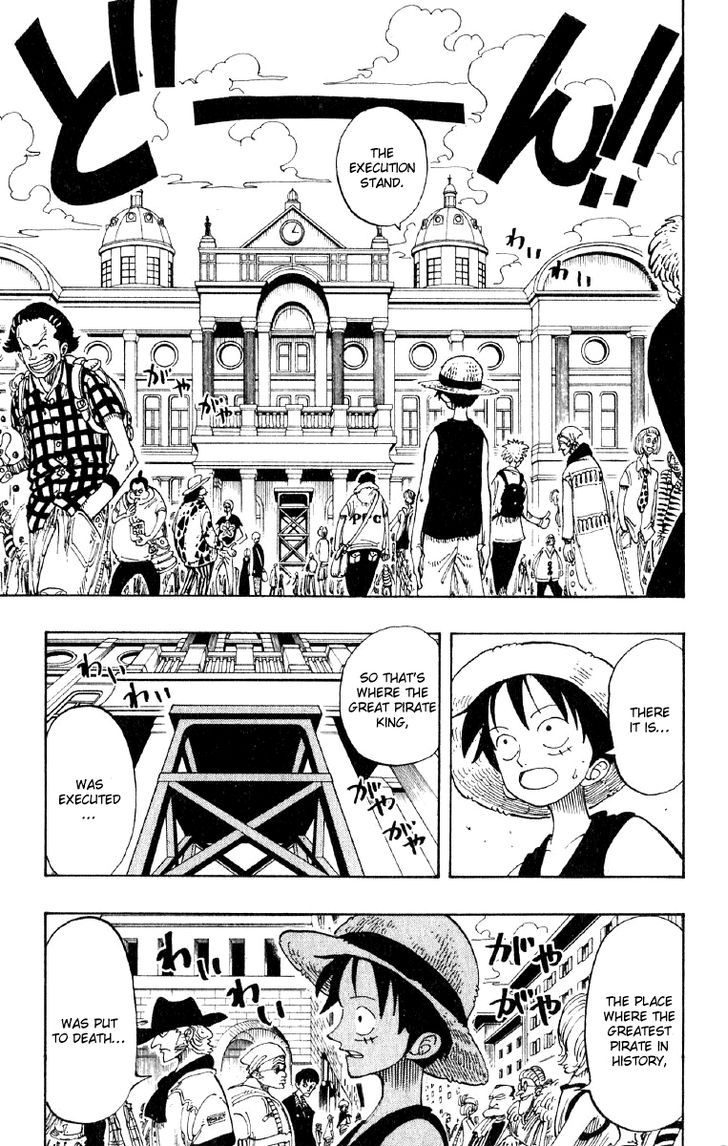 どーん!!
THE
EXECUTION
STAND.
わい
わい
がや
がや
PFC
THERE
IT IS...
SO THAT'S
WHERE THE
GREAT PIRATE
KING,
わい
わい
がや
がや
WAS
EXECUTED
...
THE PLACE
WHERE THE
GREATEST
PIRATE IN
HISTORY,
がや
がや
わい
わい
WAS PUT
TO DEATH...